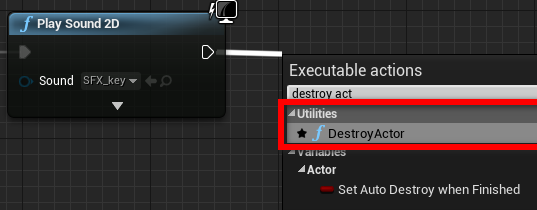 f Play Sound 2D
Sound SFX_key
Executable actions
destroy act
Utilities
f DestroyActor
Variables
Actor
Set Auto Destroy when Finished